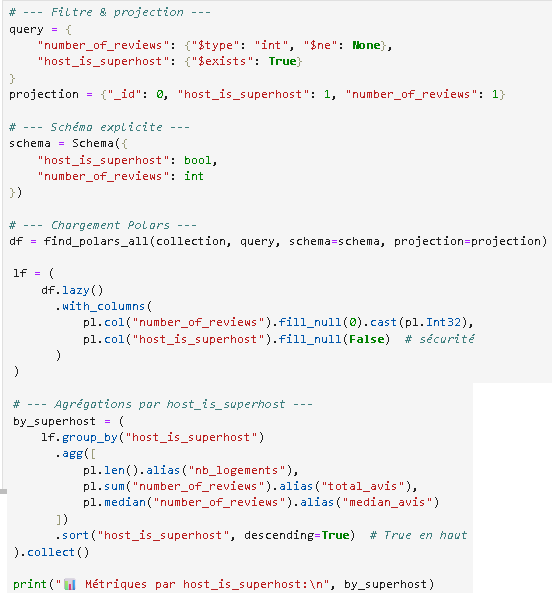 # --- Filtre & projection ---
query = {
    "number_of_reviews": {"$type": "int", "$ne": None},
    "host_is_superhost": {"$exists": True}
}
projection = {"_id": 0, "host_is_superhost": 1, "number_of_reviews": 1}

# --- Schéma explicite ---
schema = Schema({
    "host_is_superhost": bool,
    "number_of_reviews": int
})

# --- Chargement Polars ---
df = find_polars_all(collection, query, schema=schema, projection=projection)

lf = (
    df.lazy()
      .with_columns(
          pl.col("number_of_reviews").fill_null(0).cast(pl.Int32),
          pl.col("host_is_superhost").fill_null(False)  # sécurité
      )
)

# --- Agrégations par host_is_superhost ---
by_superhost = (
    lf.group_by("host_is_superhost")
      .agg([
          pl.len().alias("nb_logements"),
          pl.sum("number_of_reviews").alias("total_avis"),
          pl.median("number_of_reviews").alias("median_avis")
      ])
      .sort("host_is_superhost", descending=True)  # True en haut
).collect()

print("📊 Métriques par host_is_superhost:\n", by_superhost)